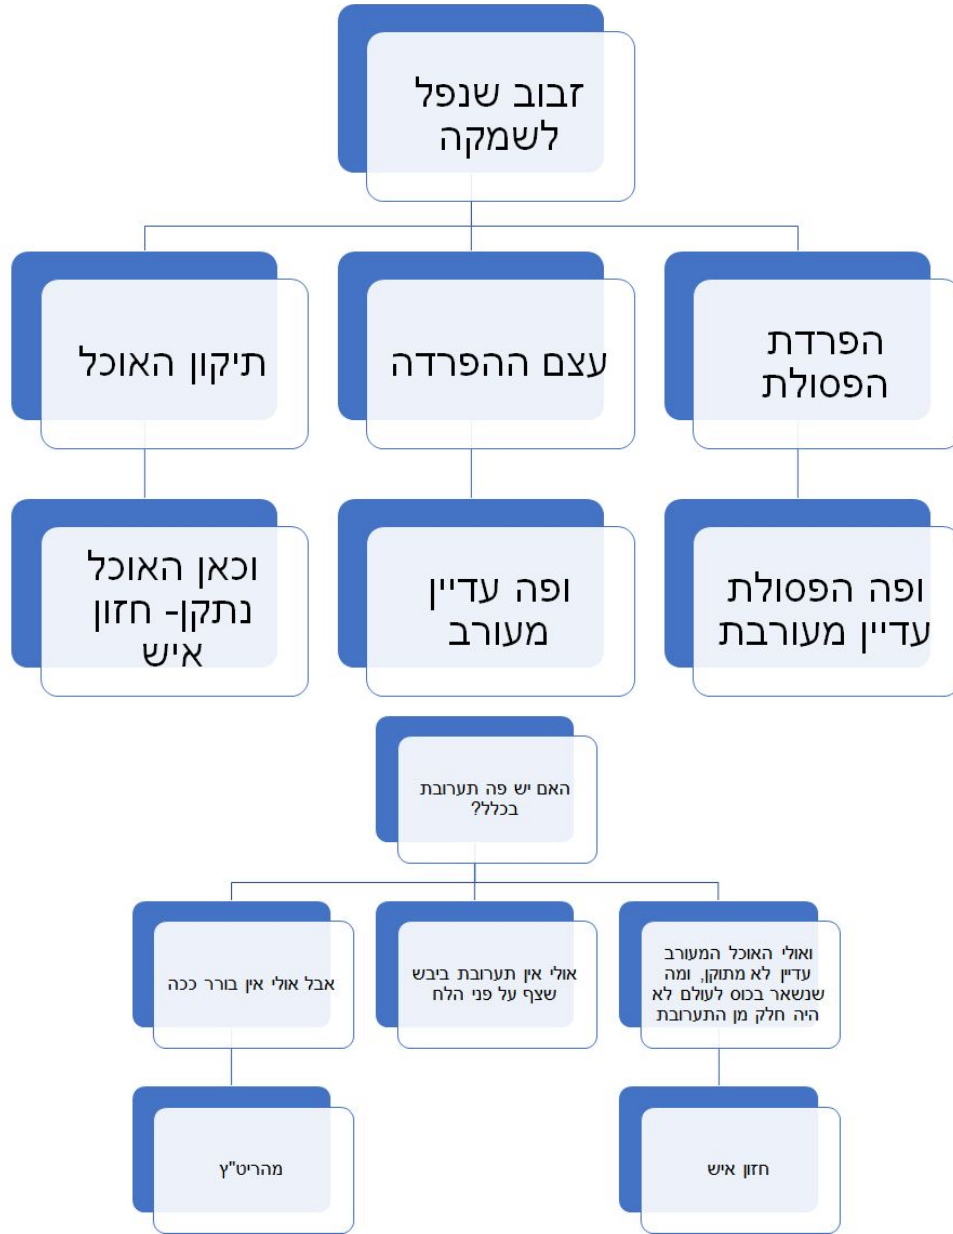 זבוב שנפל
לשמקה
הפרדת
הפסולת
עצם ההפרדה
תיקון האוכל
ופה הפסולת
עדיין מעורבת
ופה עדיין
מעורב
וכאן האוכל
נתקן- חזון
איש
האם יש פה תערובת
בכלל?
ואולי האוכל המעורב
עדיין לא מתוקן, ומה
שנשאר בכוס לעולם לא
היה חלק מן התערובת
אולי אין תערובת ביבש
שצף על פני הלח
אבל אולי אין בורר ככה
חזון איש
מהריט"ץ